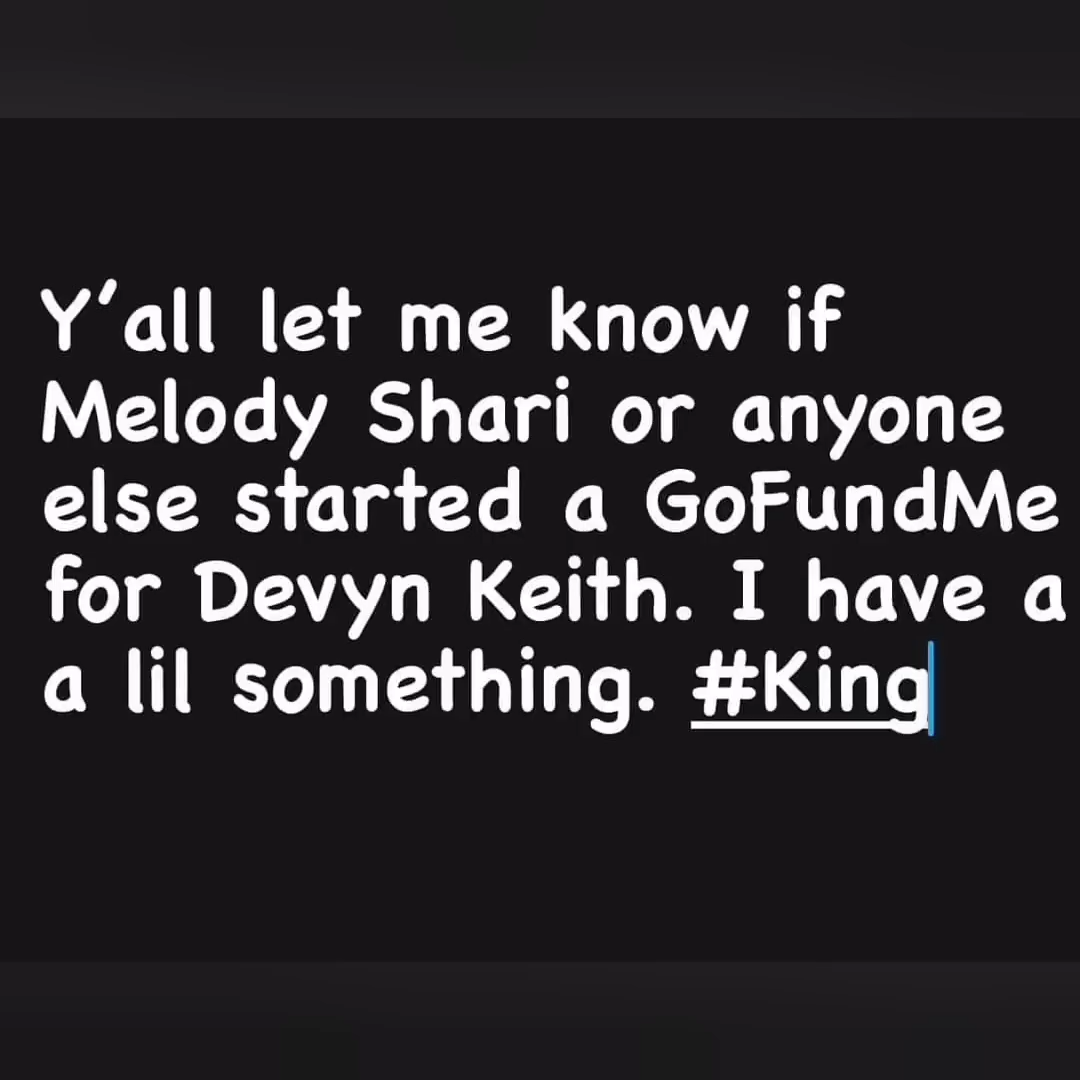 Y'all let me know if
Melody Shari or anyone
else started a GoFundMe
for Devyn Keith. I have a
a lil something. #King